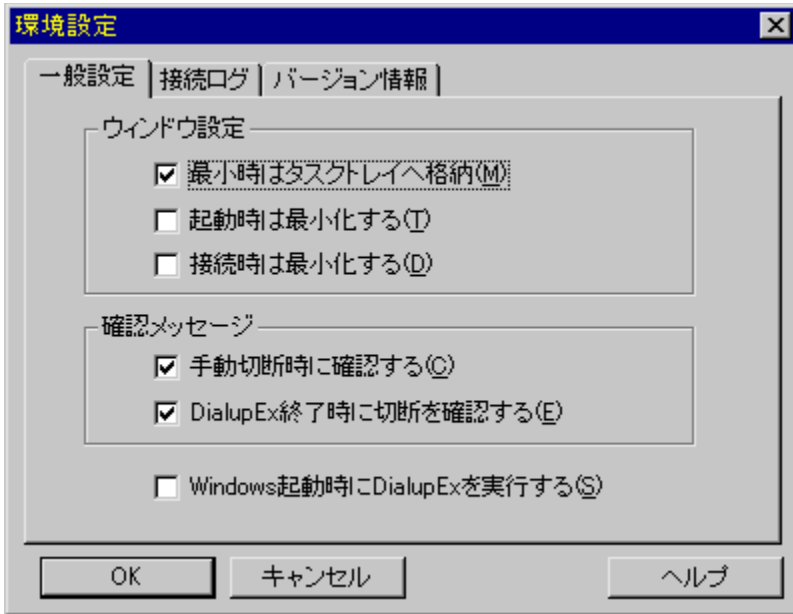 環境設定
一般設定 接続ログ バージョン情報
ウィンドウ設定
最小時はタスクトレイへ格納(M)
起動時は最小化する(T)
接続時は最小化する(D)
確認メッセージ
手動切断時に確認する(C)
DialupEx終了時に切断を確認する(E)
Windows起動時にDialupExを実行する(S)
OK キャンセル ヘルプ